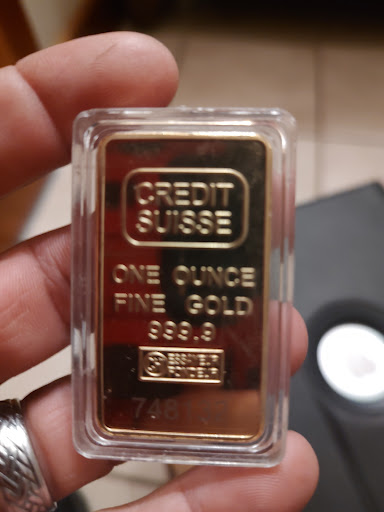 CREDIT
SUISSE
ONE OUNCE
FINE GOLD
999.9
ESSAYEUR
FONDEUR